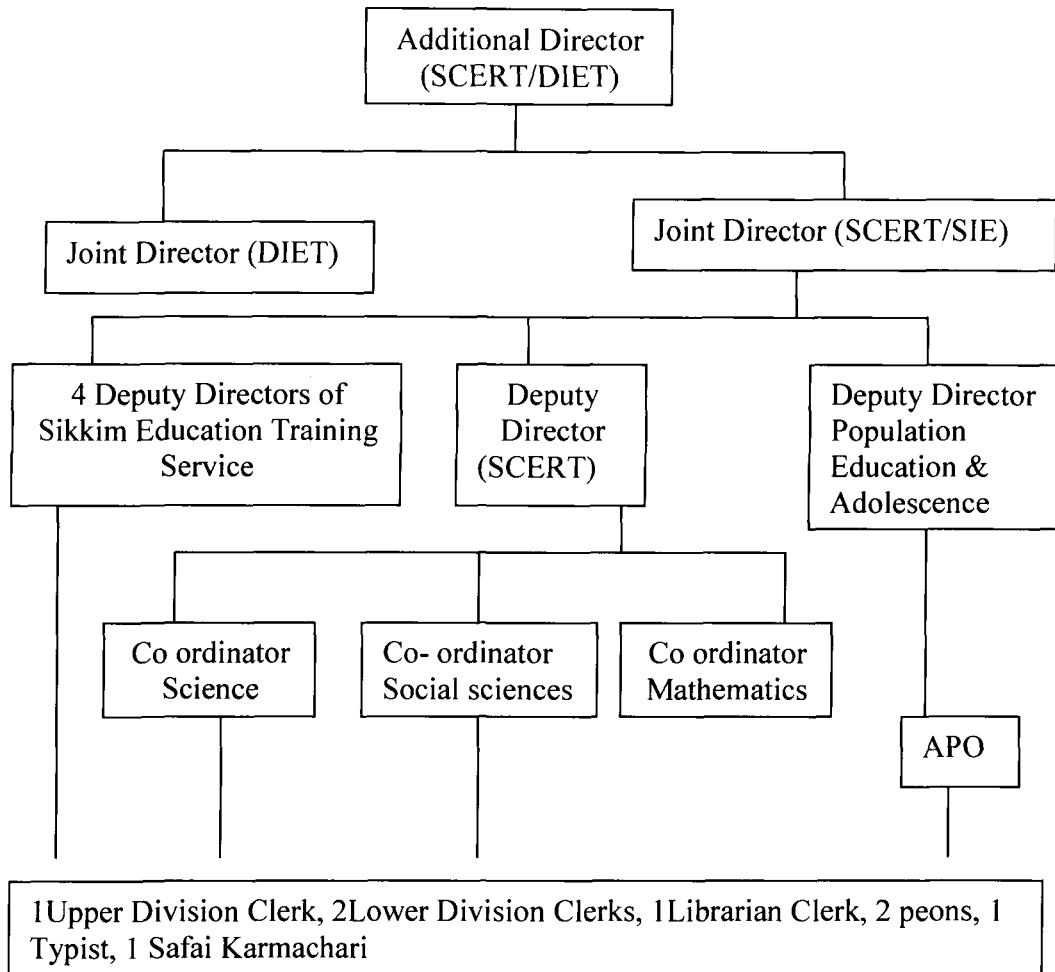 Additional Director
(SCERT/DIET)
Joint Director (DIET)
Joint Director (SCERT/SIE)
4 Deputy Directors of
Sikkim Education Training
Service
Deputy
Director
(SCERT)
Deputy Director
Population
Education &
Adolescence
Co ordinator
Science
Co- ordinator
Social sciences
Co ordinator
Mathematics
APO
1Upper Division Clerk, 2Lower Division Clerks, 1Librarian Clerk, 2 peons, 1
Typist, 1 Safai Karmachari